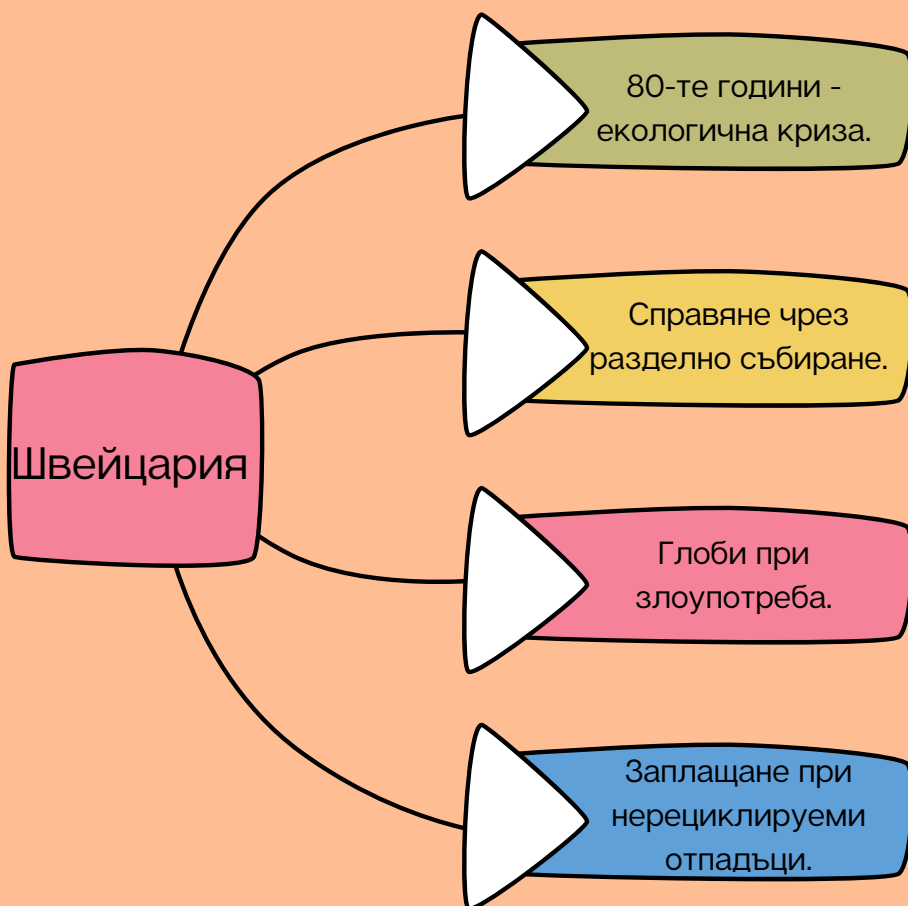 80-те години -
екологична криза.
Справяне чрез
разделно събиране.
Швейцария
Глоби при
злоупотреба.
Заплащане при
нерециклируеми
отпадъци.